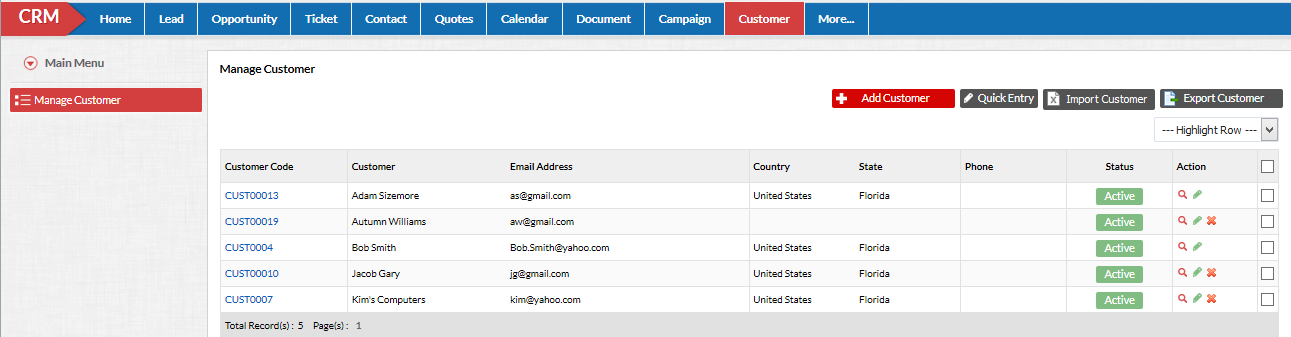 CRM Home Lead Opportunity Ticket Contact Quotes Calendar Document Campaign Customer More...
Main Menu
Manage Customer
Manage Customer
Add Customer Quick Entry Import Customer Export Customer
--- Highlight Row ---
Customer Code Customer Email Address Country State Phone Status Action
CUST00013 Adam Sizemore as@gmail.com United States Florida Active
CUST00019 Autumn Williams aw@gmail.com Active
CUST0004 Bob Smith Bob.Smith@yahoo.com United States Florida Active
CUST00010 Jacob Gary jg@gmail.com United States Florida Active
CUST0007 Kim's Computers kim@yahoo.com United States Florida Active
Total Record(s) : 5 Page(s) : 1